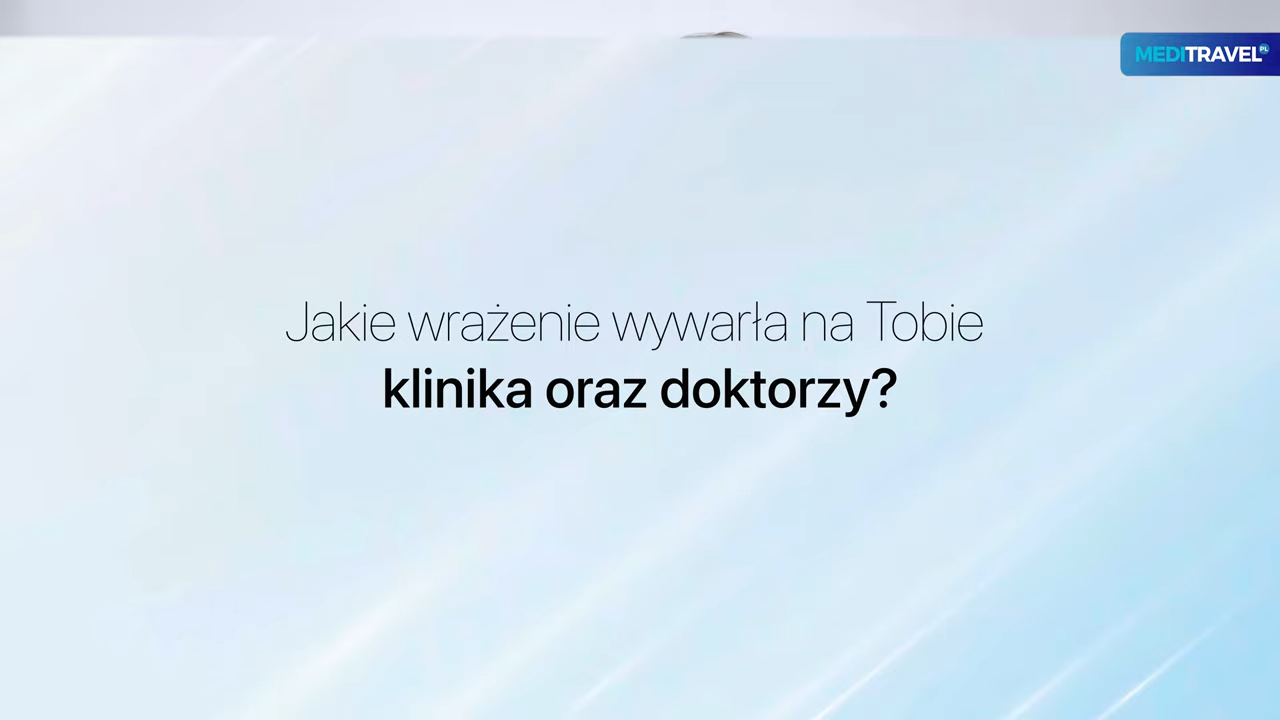 MEDITRAVEL PL
Jakie wrażenie wywarła na Tobie
klinika oraz doktorzy?